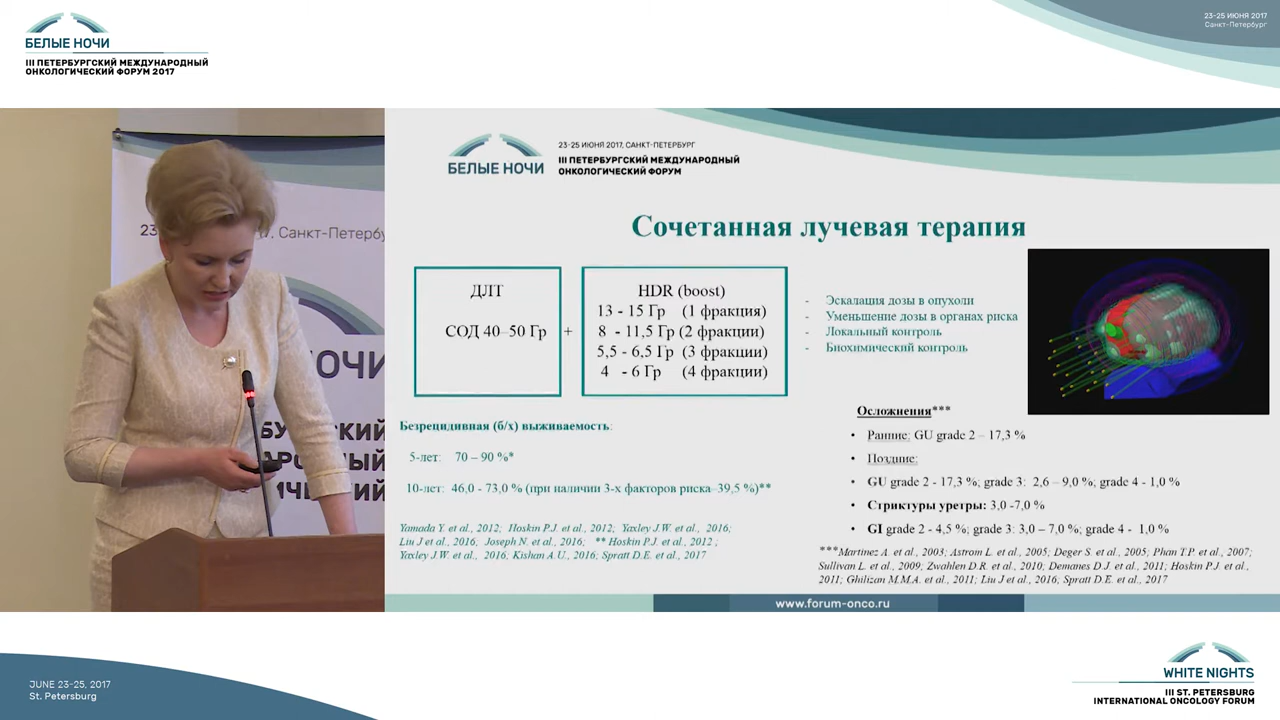 БЕЛЫЕ НОЧИ
III ПЕТЕРБУРГСКИЙ МЕЖДУНАРОДНЫЙ
ОНКОЛОГИЧЕСКИЙ ФОРУМ 2017
23-25 ИЮНЯ 2017
Санкт-Петербург
23-25 ИЮНЯ 2017, САНКТ-ПЕТЕРБУРГ
БЕЛЫЕ НОЧИ
III ПЕТЕРБУРГСКИЙ МЕЖДУНАРОДНЫЙ
ОНКОЛОГИЧЕСКИЙ ФОРУМ
23
, Санкт-Петербу
НОЧИ
Сочетанная лучевая терапия
ДЛТ
СОД 40–50 Гр
+
HDR (boost)
13 - 15 Гр (1 фракция)
8 - 11,5 Гр (2 фракции)
5,5 - 6,5 Гр (3 фракции)
4 - 6 Гр (4 фракции)
- Эскалация дозы в опухоли
- Уменьшение дозы в органах риска
- Локальный контроль
- Биохимический контроль
Безрецидивная (б/х) выживаемость:
5-лет: 70 – 90 %*
10-лет: 46,0 - 73,0 % (при наличии 3-х факторов риска–39,5 %)**
Yamada Y. et al., 2012; Hoskin P.J. et al., 2012; Yaxley J.W. et al., 2016;
Liu J et al., 2016, Joseph N. et al., 2016; ** Hoskin P.J. et al., 2012 ;
Yaxley J.W. et al., 2016; Kishan A.U., 2016; Spratt D.E. et al., 2017
Осложнения***
• Ранние: GU grade 2 – 17,3 %
• Поздние:
• GU grade 2 - 17,3 %; grade 3: 2,6 – 9,0 %; grade 4 - 1,0 %
• Стриктуры уретры: 3,0 -7,0 %
• GI grade 2 - 4,5 %; grade 3: 3,0 – 7,0 %; grade 4 - 1,0 %
***Martinez A. et al., 2003; Astrom L. et al., 2005; Deger S. et al., 2005; Phan T.P. et al., 2007;
Sullivan L. et al., 2009; Zwahlen D.R. et al., 2010; Demanes D.J. et al., 2011; Hoskin P.J. et al.,
2011; Ghilizan M.M.A. et al., 2011; Liu J et al., 2016; Spratt D.E. et al., 2017
www.forum-onco.ru
JUNE 23-25, 2017
St. Petersburg
WHITE NIGHTS
III ST. PETERSBURG
INTERNATIONAL ONCOLOGY FORUM